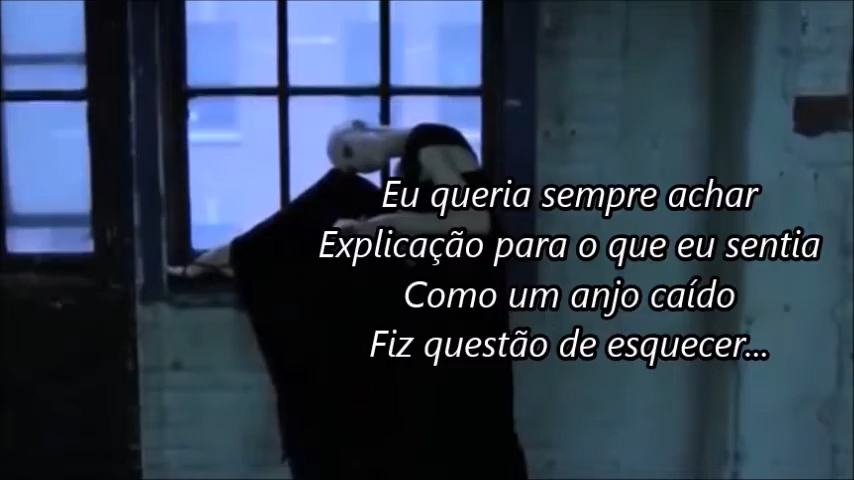 Eu queria sempre achar
Explicação para o que eu sentia
Como um anjo caído
Fiz questão de esquecer...